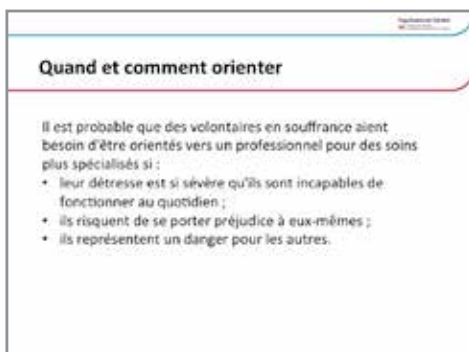 Quand et comment orienter
Il est probable que des volontaires en souffrance aient
besoin d'être orientés vers un professionnel pour des soins
plus spécialisés si :
• leur détresse est si sévère qu'ils sont incapables de
fonctionner au quotidien ;
• ils risquent de se porter préjudice à eux-mêmes ;
• ils représentent un danger pour les autres.